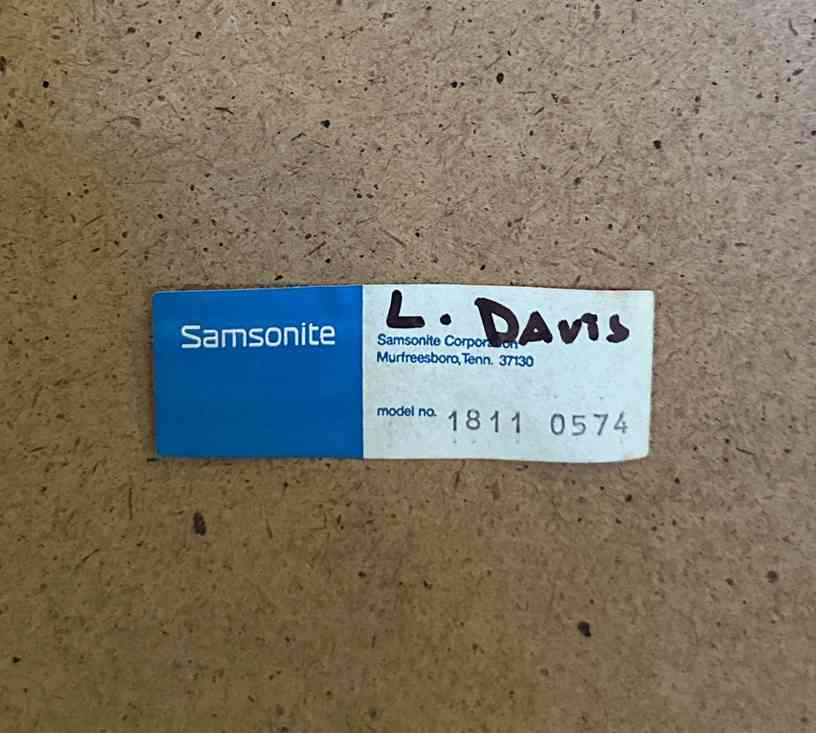 Samsonite
L. DAVIS
Samsonite Corporation
Murfreesboro, Tenn. 37130
model no. 1811 0574